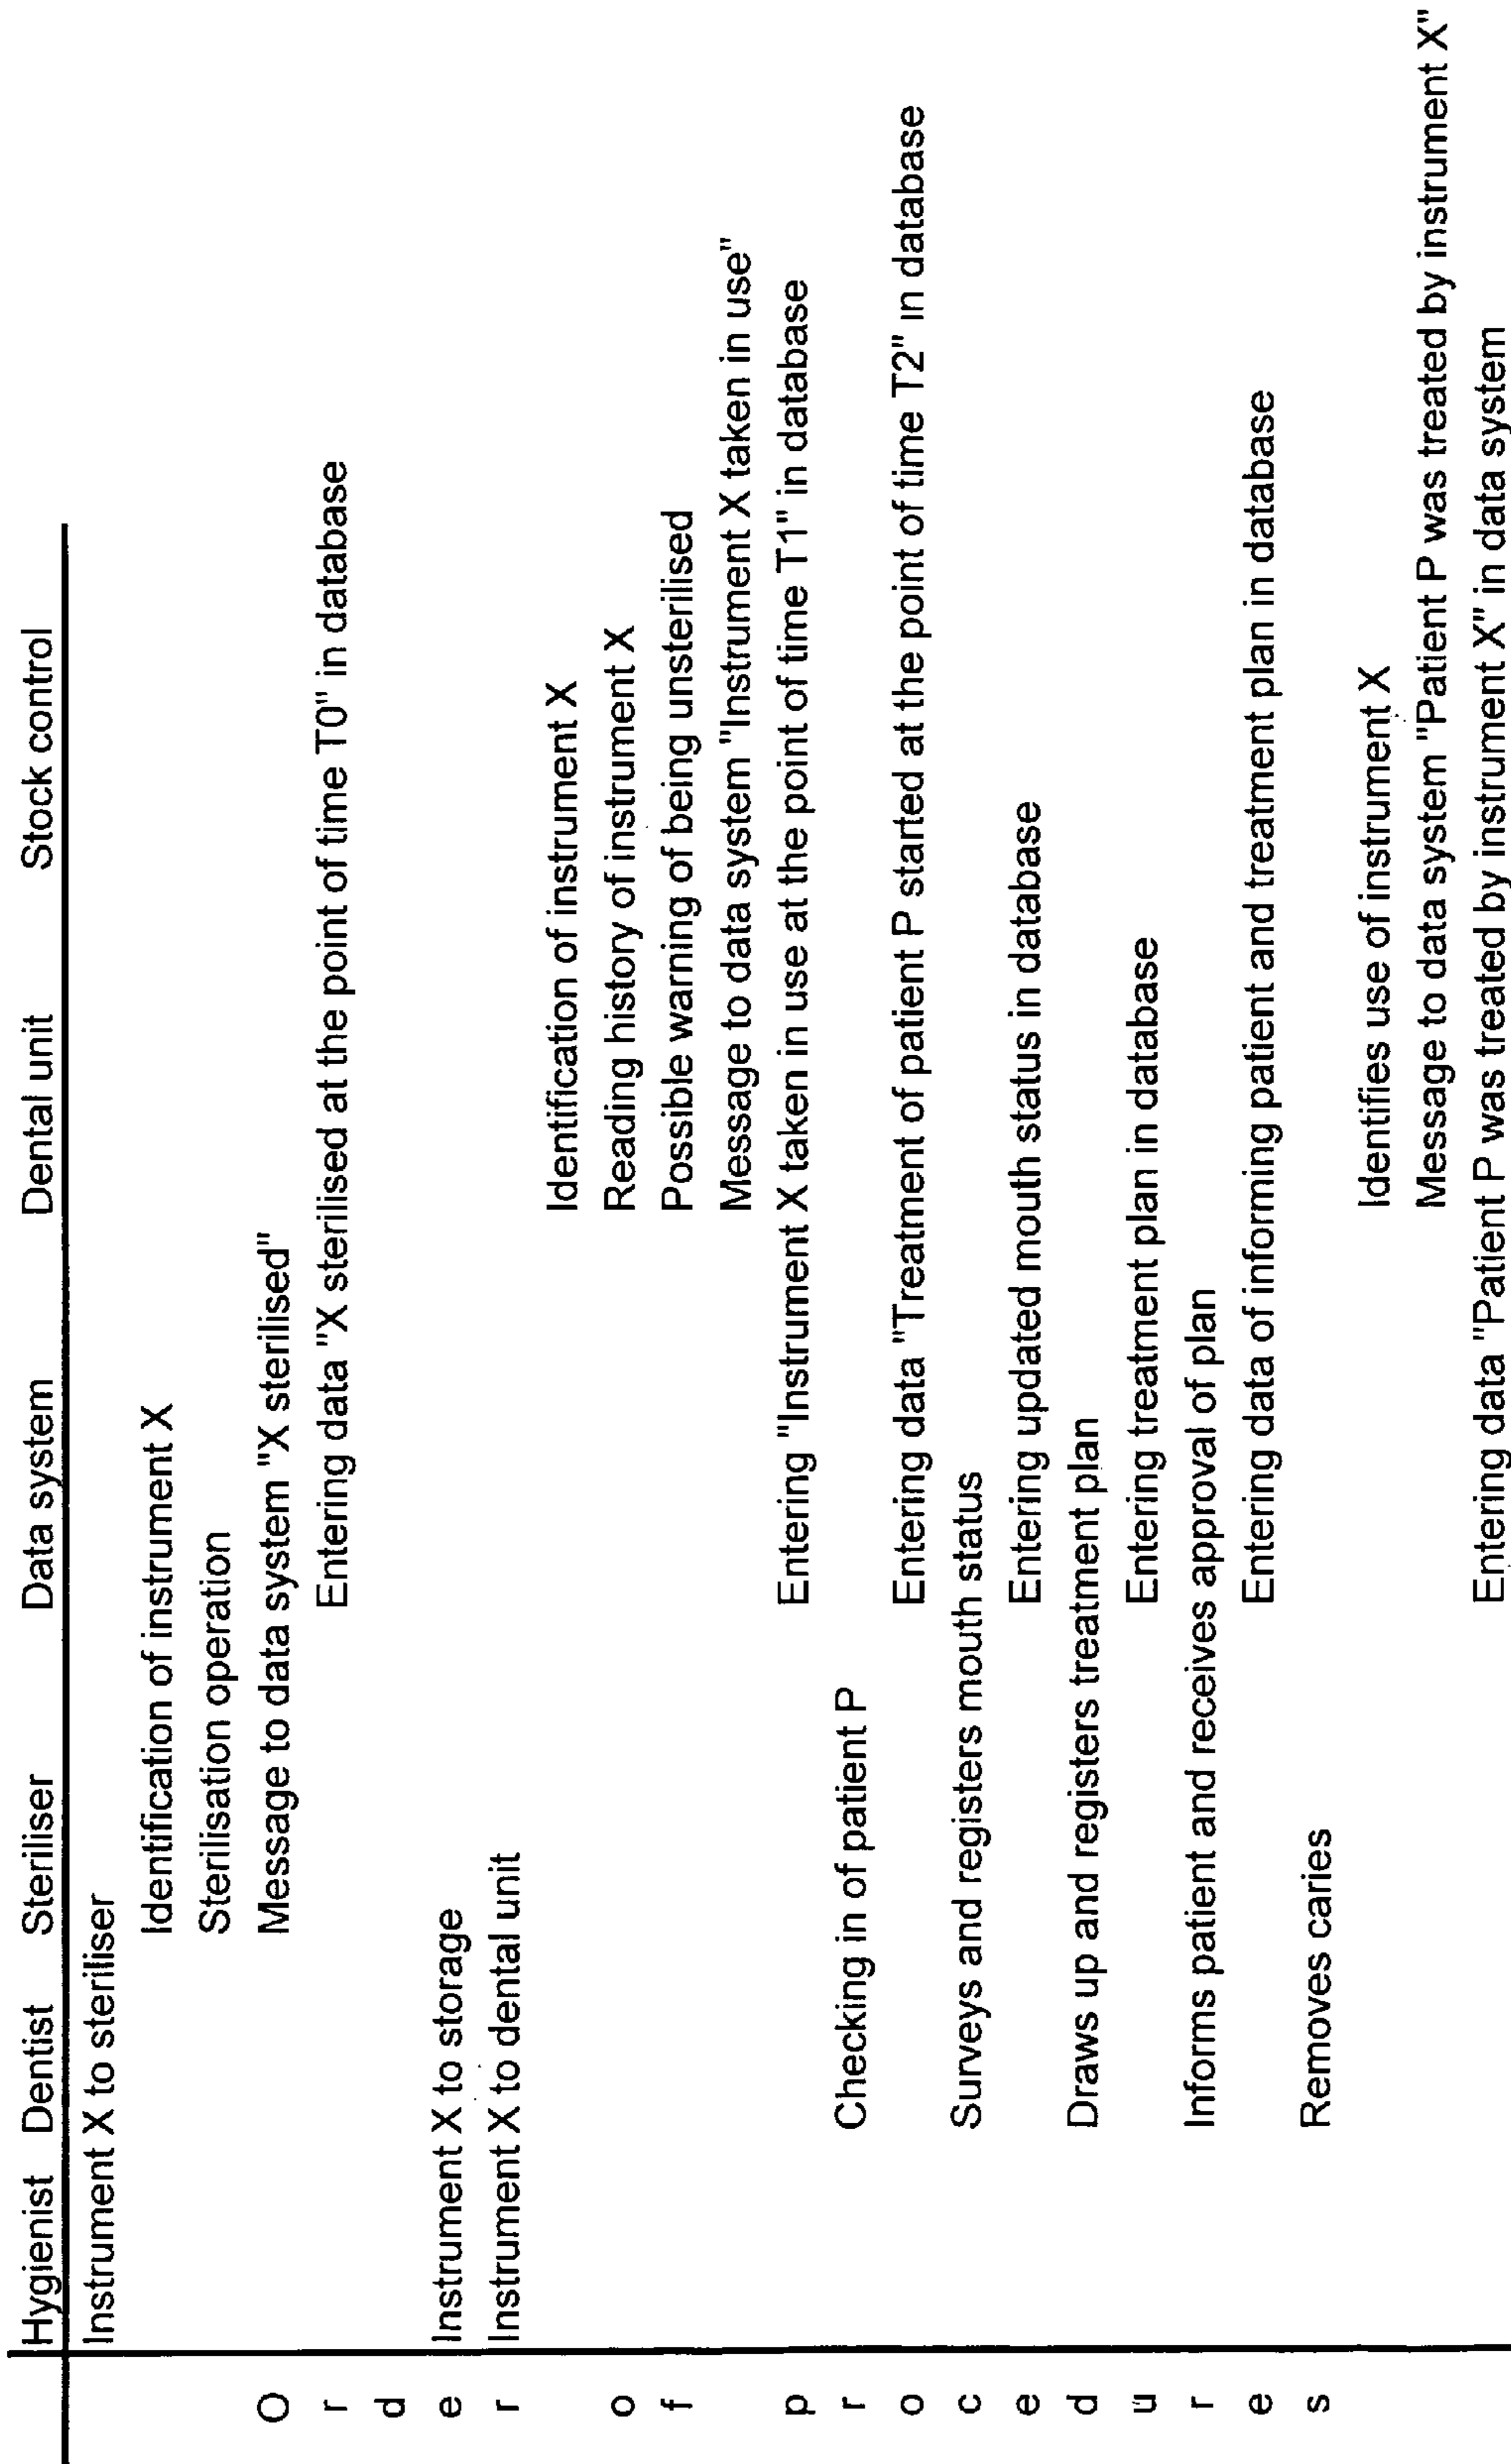 Hygienist Dentist Steriliser Data system Dental unit Stock control
Instrument X to steriliser
Identification of instrument X
Sterilisation operation
Message to data system "X sterilised"
Entering data "X sterilised at the point of time T0" in database
Instrument X to storage
Instrument X to dental unit
Identification of instrument X
Reading history of instrument X
Possible warning of being unsterilised
Message to data system "Instrument X taken in use"
Entering "Instrument X taken in use at the point of time T1" in database
Checking in of patient P
Entering data "Treatment of patient P started at the point of time T2" in database
Surveys and registers mouth status
Entering updated mouth status in database
Draws up and registers treatment plan
Entering treatment plan in database
Informs patient and receives approval of plan
Entering data of informing patient and treatment plan in database
Removes caries
Identifies use of instrument X
Message to data system "Patient P was treated by instrument X"
Entering data "Patient P was treated by instrument X" in data system
Order of procedures